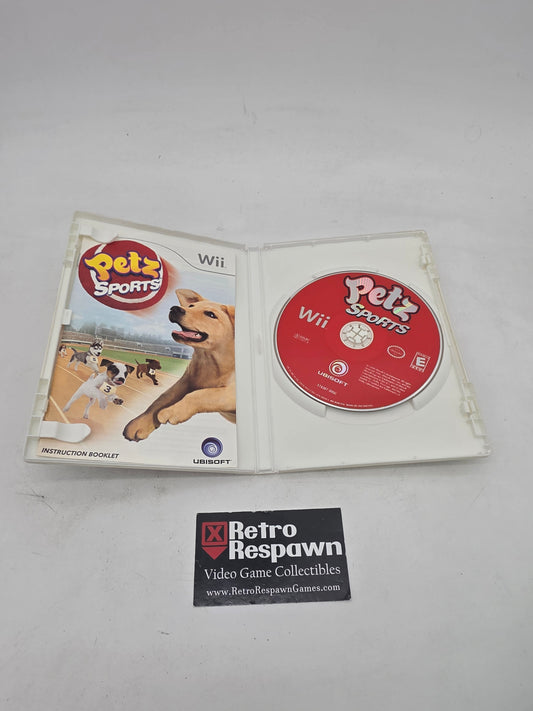 Petz
SPORTS
Wii
3
INSTRUCTION BOOKLET
UBISOFT
Petz
SPORTS
Wii
E
UBISOFT
Retro
Respawn
Video Game Collectibles
www.RetroRespawnGames.com